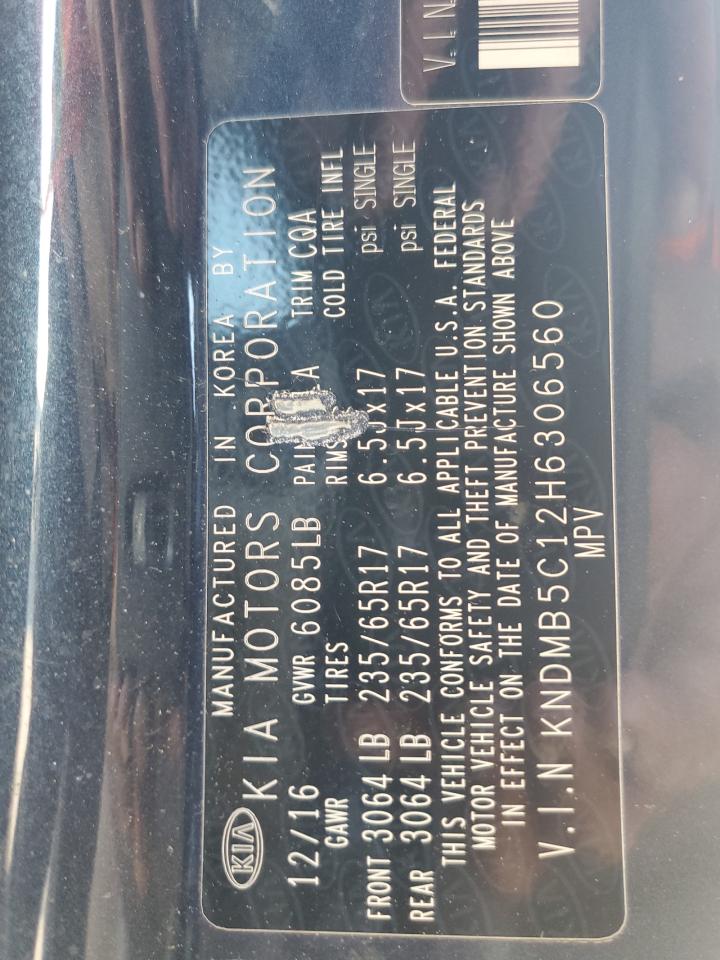 V.I.N
KIA
MANUFACTURED IN KOREA BY
KIA MOTORS CORPORATION
12/16 GVWR 6085LB TRIM CQA
GAWR TIRES COLD TIRE INFL
FRONT 3064 LB 235/65R17 6.5Jx17 psi SINGLE
REAR 3064 LB 235/65R17 6.5Jx17 psi SINGLE
THIS VEHICLE CONFORMS TO ALL APPLICABLE U.S.A. FEDERAL
MOTOR VEHICLE SAFETY AND THEFT PREVENTION STANDARDS
IN EFFECT ON THE DATE OF MANUFACTURE SHOWN ABOVE
V.I.N KNDMB5C12H6306560
MPV